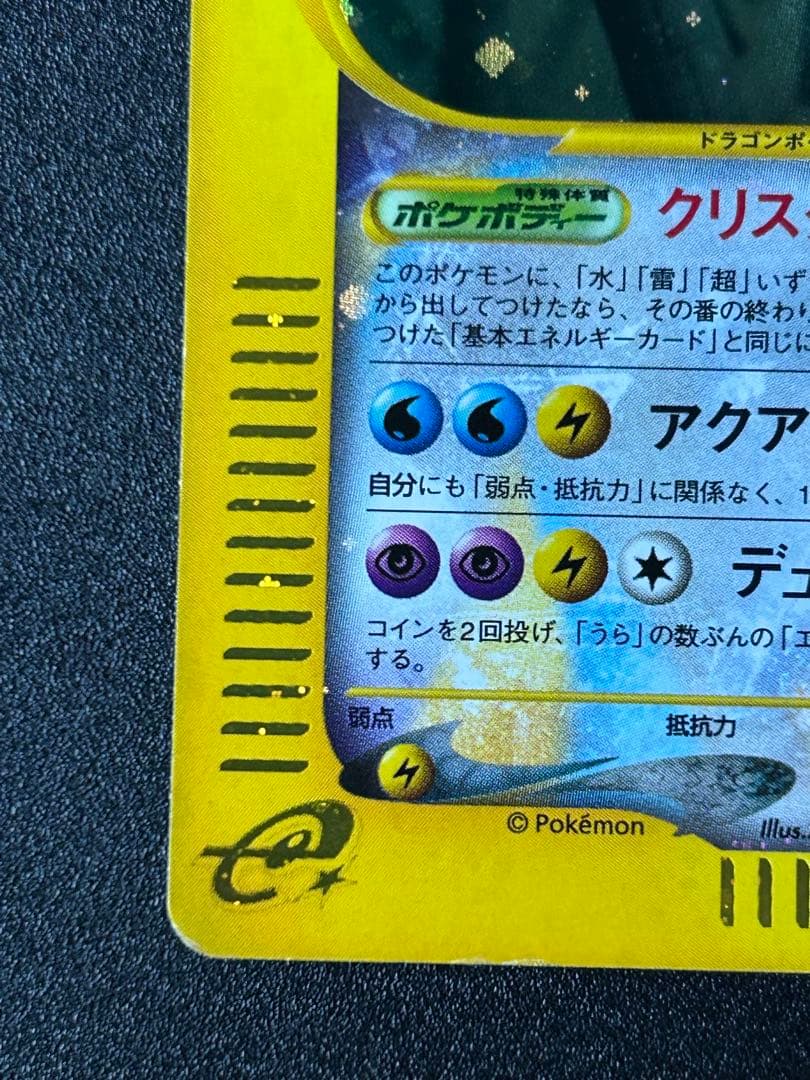 ドラゴンポ
特殊体質
ポケボディー クリス
このポケモンに、「水」「雷」「超」いず
から出してつけたなら、その番の終わり
つけた「基本エネルギーカード」と同じに
アクア
自分にも「弱点・抵抗力」に関係なく、1
デュ
コインを2回投げ、「うら」の数ぶんの「エ
する。
弱点 抵抗力
© Pokémon
Illus.
e